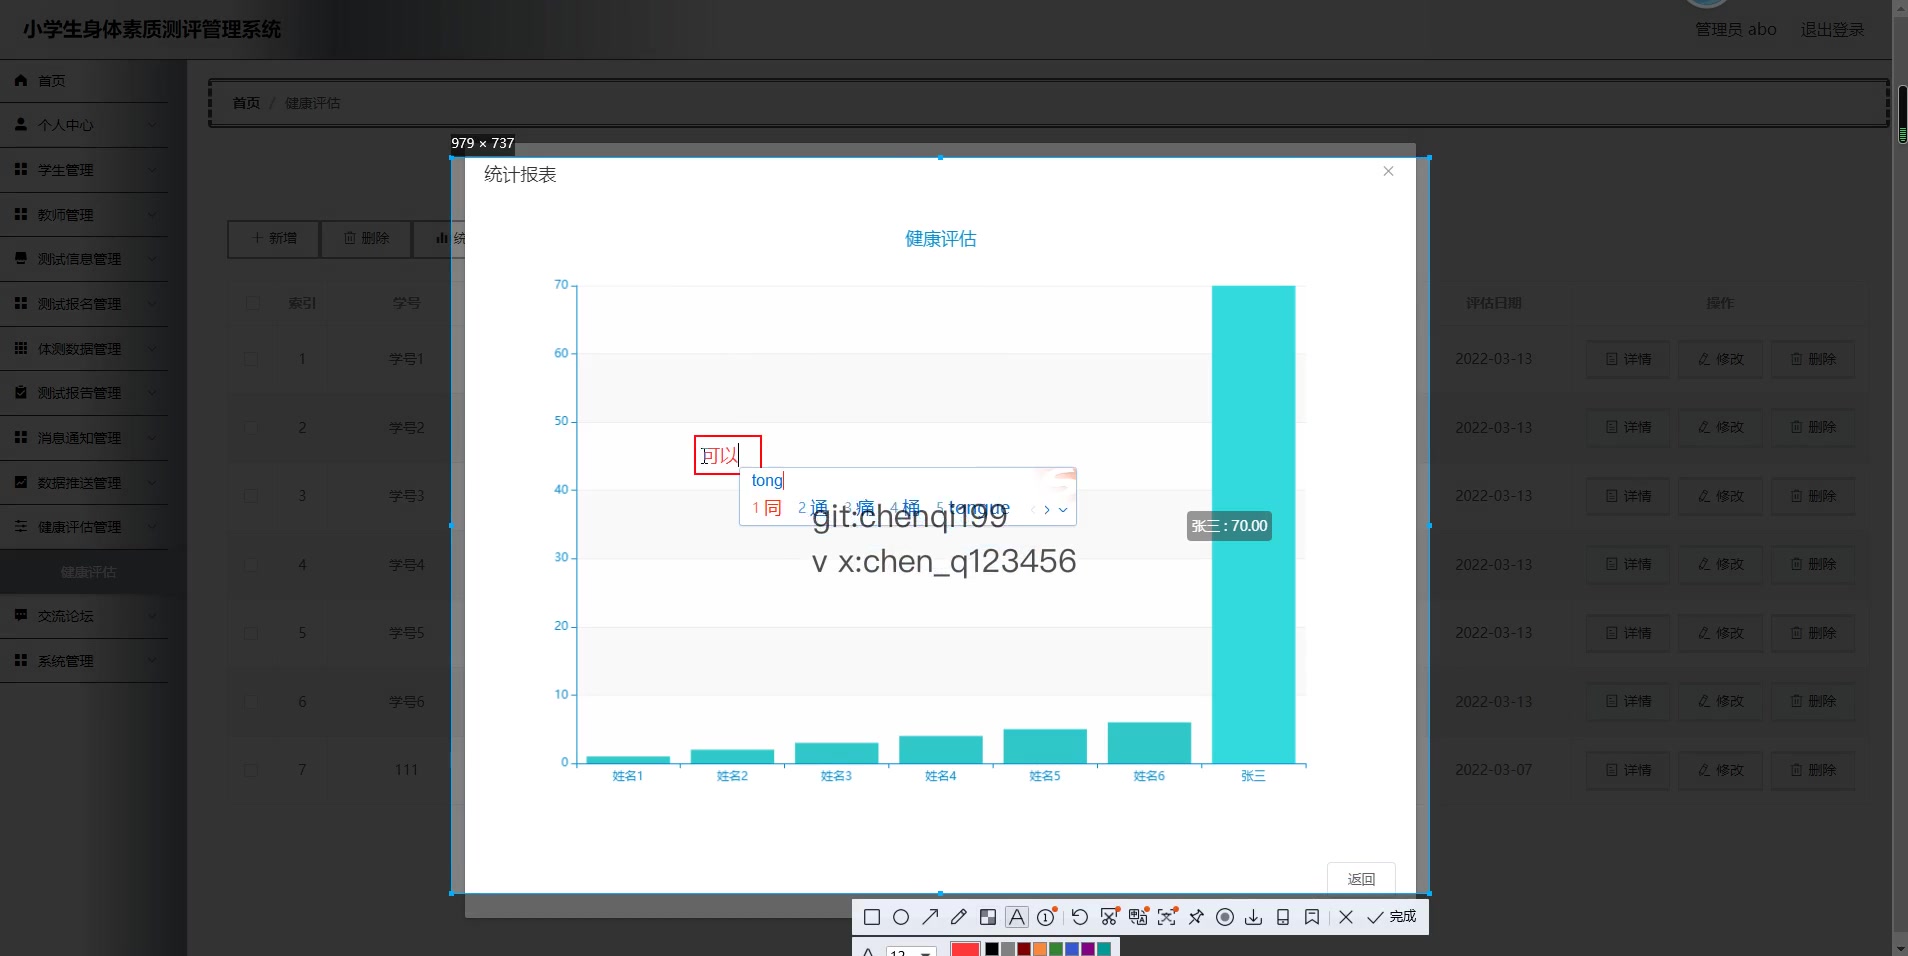 小学生身体素质测评管理系统
管理员 abo 退出登录
首页
个人中心
学生管理
教师管理
测试信息管理
测试报名管理
体测数据管理
测试报告管理
消息通知管理
数据推送管理
健康评估管理
健康评估
交流论坛
系统管理
首页 / 健康评估
979 × 737
新增 删除 统
索引 学号 评估日期 操作
1 学号1 2022-03-13 详情 修改 删除
2 学号2 2022-03-13 详情 修改 删除
3 学号3 2022-03-13 详情 修改 删除
4 学号4 2022-03-13 详情 修改 删除
5 学号5 2022-03-13 详情 修改 删除
6 学号6 2022-03-13 详情 修改 删除
7 111 2022-03-07 详情 修改 删除
统计报表
健康评估
70
60
50
40
30
20
10
0
姓名1 姓名2 姓名3 姓名4 姓名5 姓名6 张三
可以
tong
1 同 2 通 3 痛 4 桶 5 tongue
git:chenqi199
v x:chen_q123456
张三 : 70.00
返回
完成
A 12